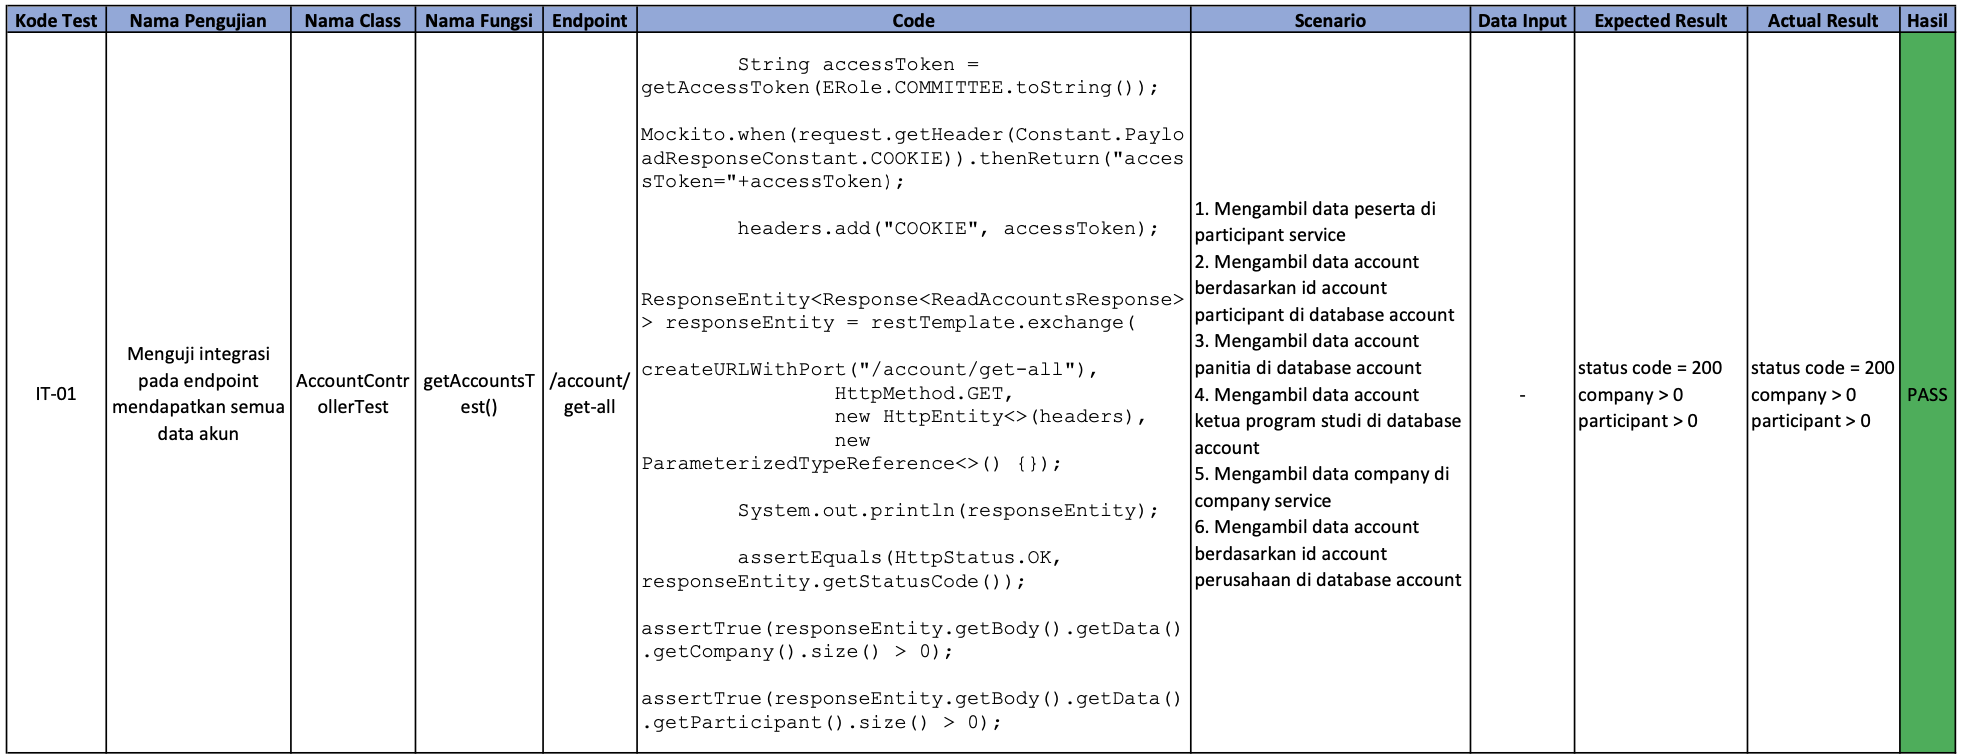 Kode Test
Nama Pengujian
Nama Class
Nama Fungsi
Endpoint
Code
Scenario
Data Input
Expected Result
Actual Result
Hasil
IT-01
Menguji integrasi
pada endpoint
mendapatkan semua
data akun
AccountContr
ollerTest
getAccountsT
est()
/account/
get-all
String accessToken =
getAccessToken(ERole.COMMITTEE.toString());
Mockito.when(request.getHeader(Constant.Paylo
adResponseConstant.COOKIE)).thenReturn("acces
sToken="+accessToken);
headers.add("COOKIE", accessToken);
ResponseEntity<Response<ReadAccountsResponse>
> responseEntity = restTemplate.exchange(
createURLWithPort("/account/get-all"),
HttpMethod.GET,
new HttpEntity<>(headers),
new
ParameterizedTypeReference<>() {});
System.out.println(responseEntity);
assertEquals(HttpStatus.OK,
responseEntity.getStatusCode());
assertTrue(responseEntity.getBody().getData()
.getCompany().size() > 0);
assertTrue(responseEntity.getBody().getData()
.getParticipant().size() > 0);
1. Mengambil data peserta di
participant service
2. Mengambil data account
berdasarkan id account
participant di database account
3. Mengambil data account
panitia di database account
4. Mengambil data account
ketua program studi di database
account
5. Mengambil data company di
company service
6. Mengambil data account
berdasarkan id account
perusahaan di database account
-
status code = 200
company > 0
participant > 0
status code = 200
company > 0
participant > 0
PASS